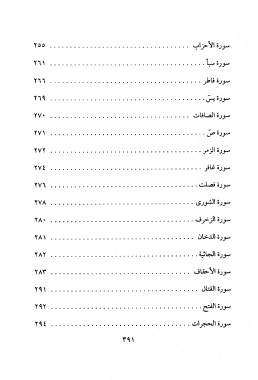 سورة الأحزاب ........................ ٢٥٥
سورة سبأ ........................ ٢٦١
سورة فاطر ........................ ٢٦٦
سورة يسٓ ........................ ٢٦٩
سورة الصافات ........................ ٢٧٠
سورة صٓ ........................ ٢٧١
سورة الزمر ........................ ٢٧٢
سورة غافر ........................ ٢٧٤
سورة فصلت ........................ ٢٧٦
سورة الشورى ........................ ٢٧٨
سورة الزخرف ........................ ٢٨٠
سورة الدخان ........................ ٢٨١
سورة الجاثية ........................ ٢٨٢
سورة الأحقاف ........................ ٢٨٣
سورة القتال ........................ ٢٩١
سورة الفتح ........................ ٢٩٢
سورة الحجرات ........................ ٢٩٤
٣٩١